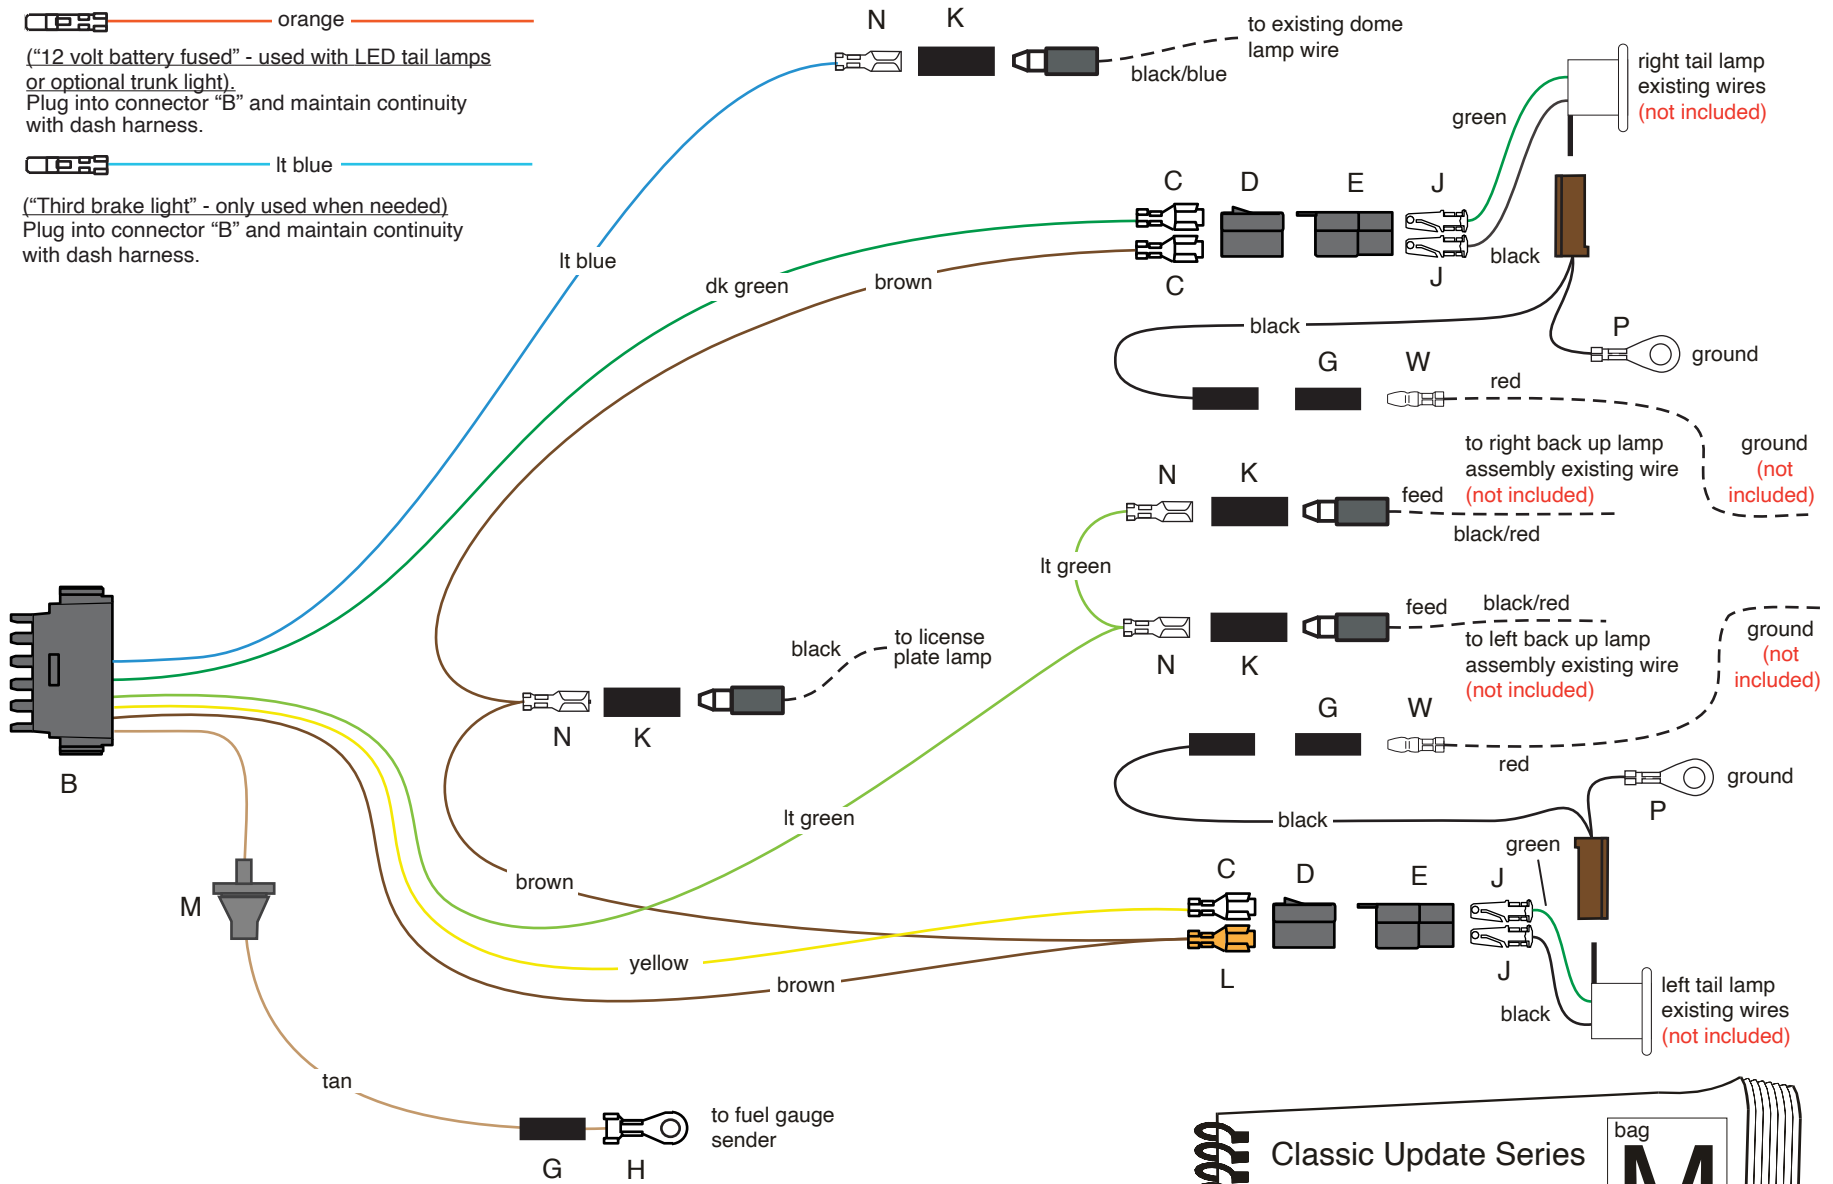 orange
("12 volt battery fused" - used with LED tail lamps
or optional trunk light).
Plug into connector "B" and maintain continuity
with dash harness.
lt blue
("Third brake light" - only used when needed)
Plug into connector "B" and maintain continuity
with dash harness.
N
K
to existing dome
lamp wire
black/blue
right tail lamp
existing wires
(not included)
green
C
D
E
J
lt blue
dk green
brown
C
J
black
black
P
ground
G
W
red
to right back up lamp
assembly existing wire
(not included)
ground
(not
included)
N
K
feed
black/red
lt green
feed
black/red
to left back up lamp
assembly existing wire
(not included)
ground
(not
included)
N
K
black
to license
plate lamp
N
K
G
W
red
B
ground
P
black
lt green
green
brown
C
D
E
J
M
yellow
brown
L
J
black
left tail lamp
existing wires
(not included)
tan
to fuel gauge
sender
G
H
Classic Update Series
bag
M